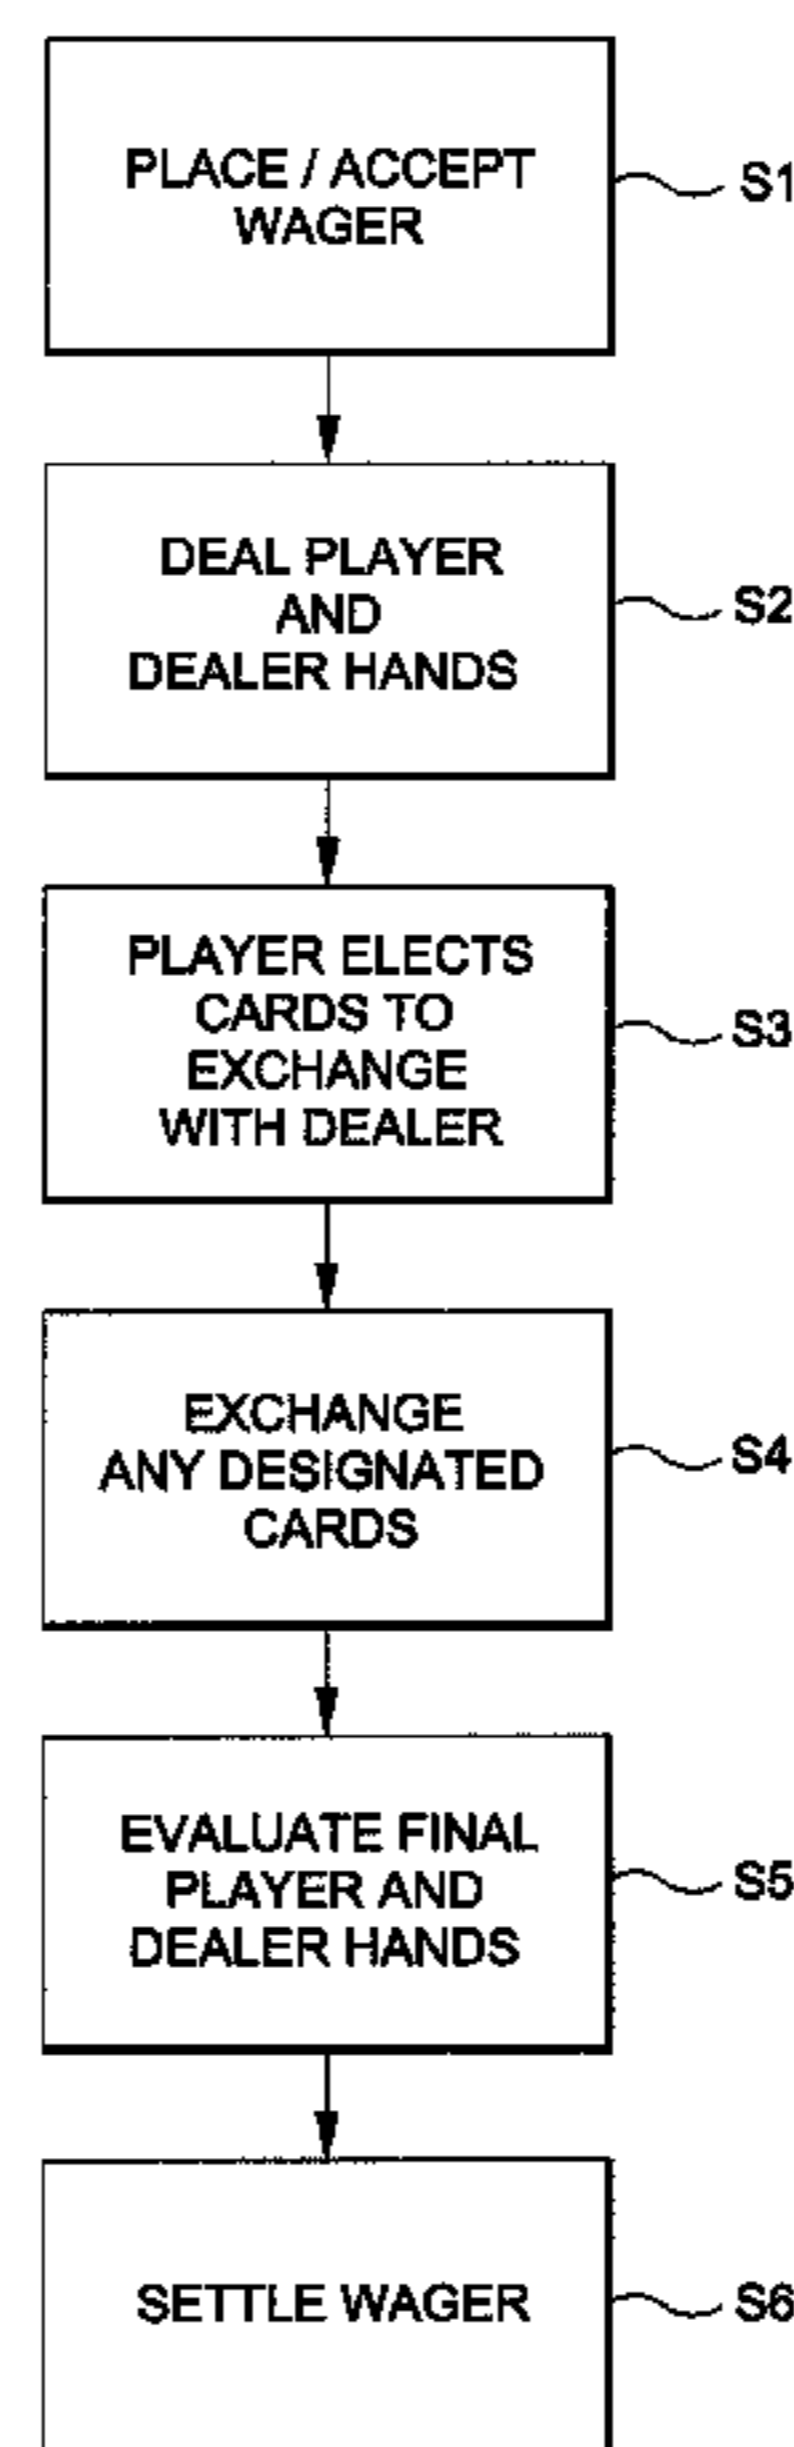 PLACE / ACCEPT
WAGER
S1
DEAL PLAYER
AND
DEALER HANDS
S2
PLAYER ELECTS
CARDS TO
EXCHANGE
WITH DEALER
S3
EXCHANGE
ANY DESIGNATED
CARDS
S4
EVALUATE FINAL
PLAYER AND
DEALER HANDS
S5
SETTLE WAGER
S6